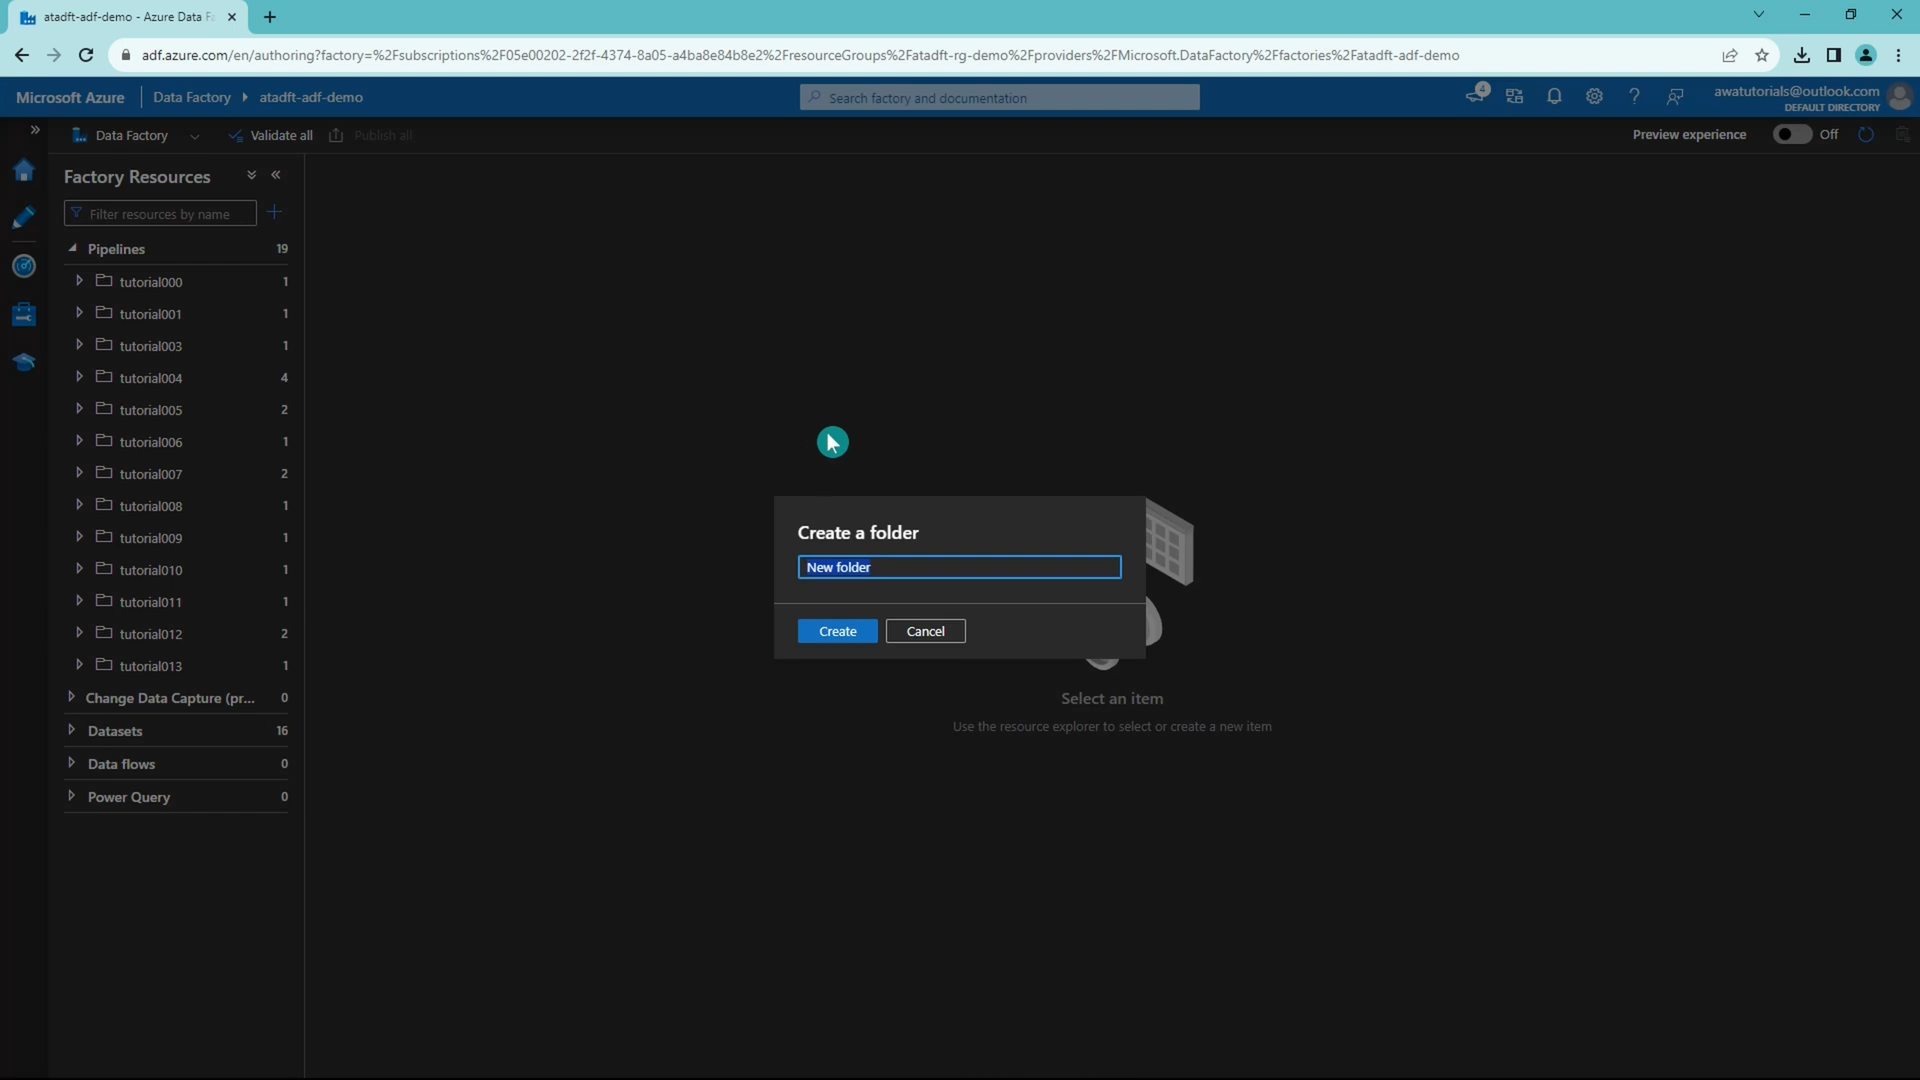 atadft-adf-demo - Azure Data Fa
adf.azure.com/en/authoring?factory=%2Fsubscriptions%2F05e00202-2f2f-4374-8a05-a4ba8e84b8e2%2FresourceGroups%2Fatadft-rg-demo%2Fproviders%2FMicrosoft.DataFactory%2Ffactories%2Fatadft-adf-demo
Microsoft Azure Data Factory atadft-adf-demo
Search factory and documentation
4
awatutorials@outlook.com
DEFAULT DIRECTORY
Data Factory Validate all Publish all
Preview experience Off
Factory Resources
Filter resources by name
Pipelines 19
tutorial000 1
tutorial001 1
tutorial003 1
tutorial004 4
tutorial005 2
tutorial006 1
tutorial007 2
tutorial008 1
tutorial009 1
tutorial010 1
tutorial011 1
tutorial012 2
tutorial013 1
Change Data Capture (pr... 0
Datasets 16
Data flows 0
Power Query 0
Create a folder
New folder
Create Cancel
Select an item
Use the resource explorer to select or create a new item